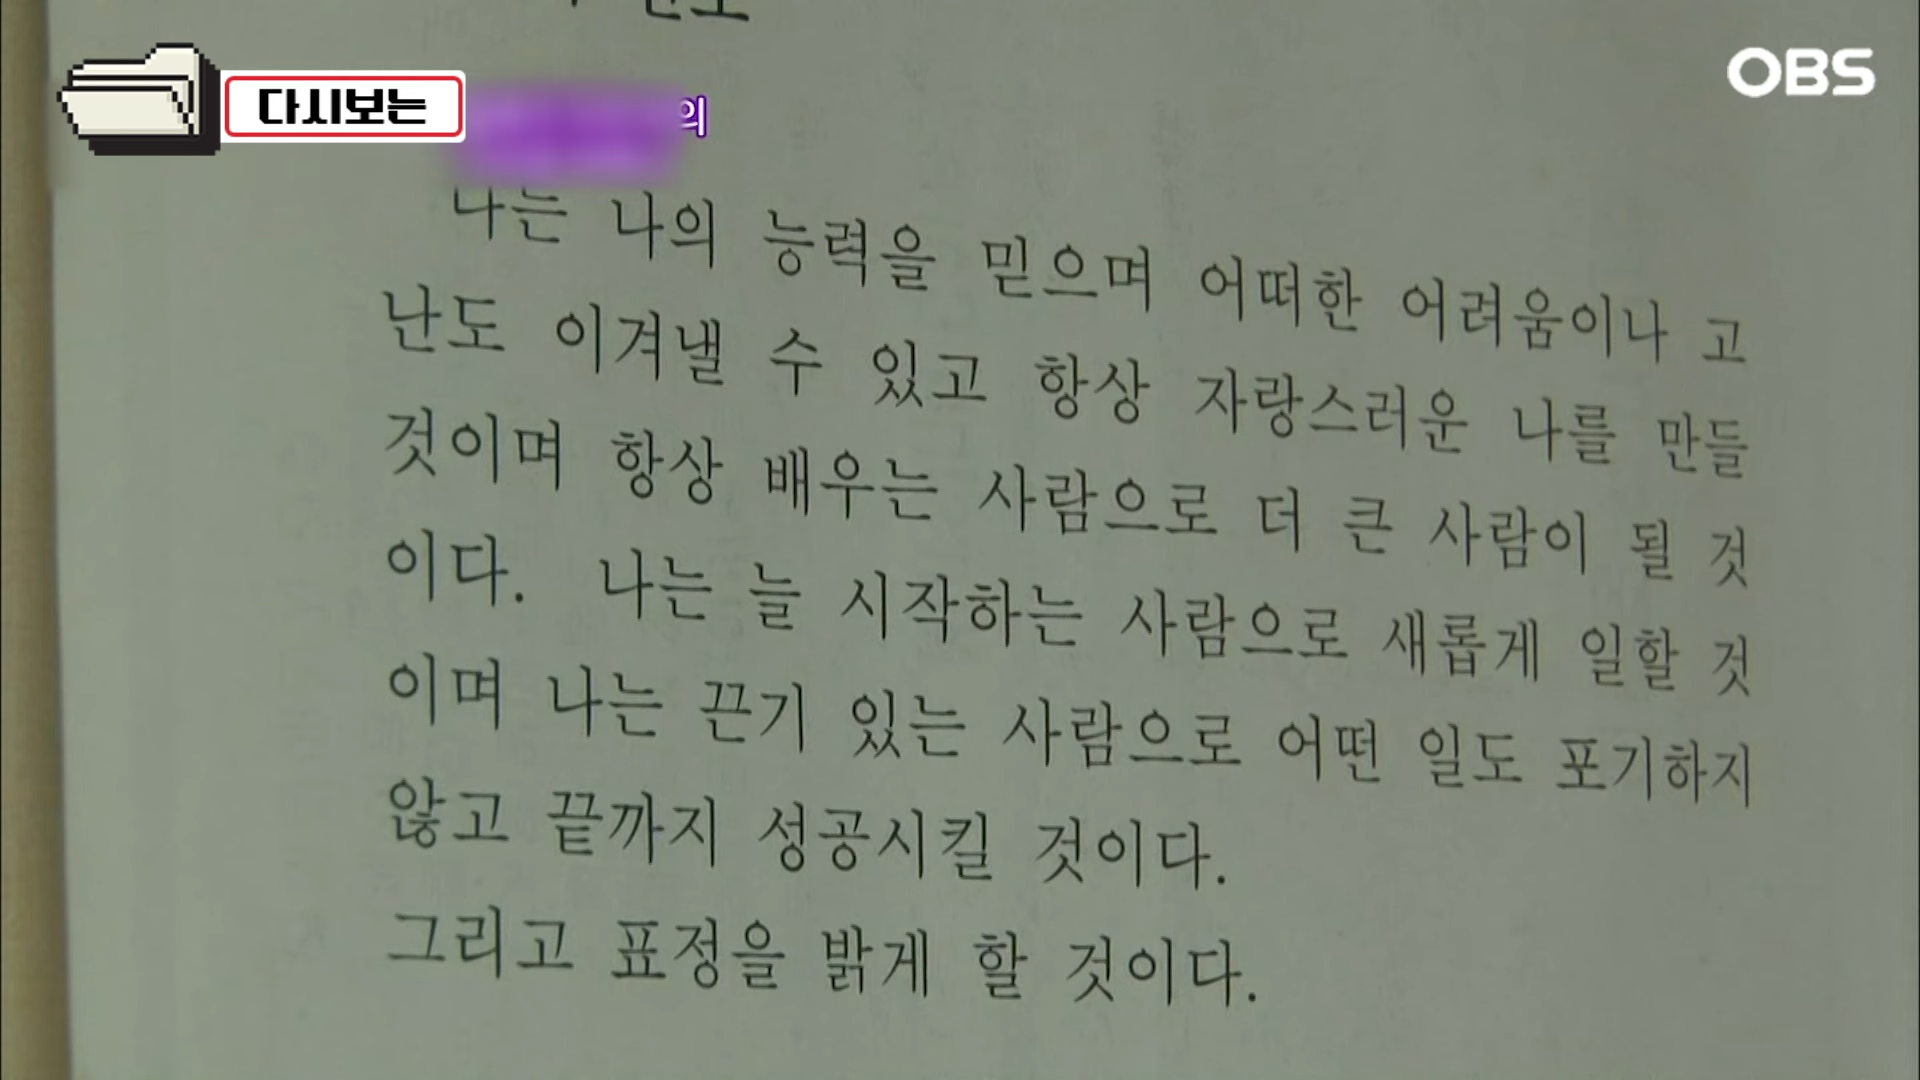 다시보는
의
OBS
나는 나의 능력을 믿으며 어떠한 어려움이나 고
난도 이겨낼 수 있고 항상 자랑스러운 나를 만들
것이며 항상 배우는 사람으로 더 큰 사람이 될 것
이다. 나는 늘 시작하는 사람으로 새롭게 일할 것
이며 나는 끈기 있는 사람으로 어떤 일도 포기하지
않고 끝까지 성공시킬 것이다.
그리고 표정을 밝게 할 것이다.